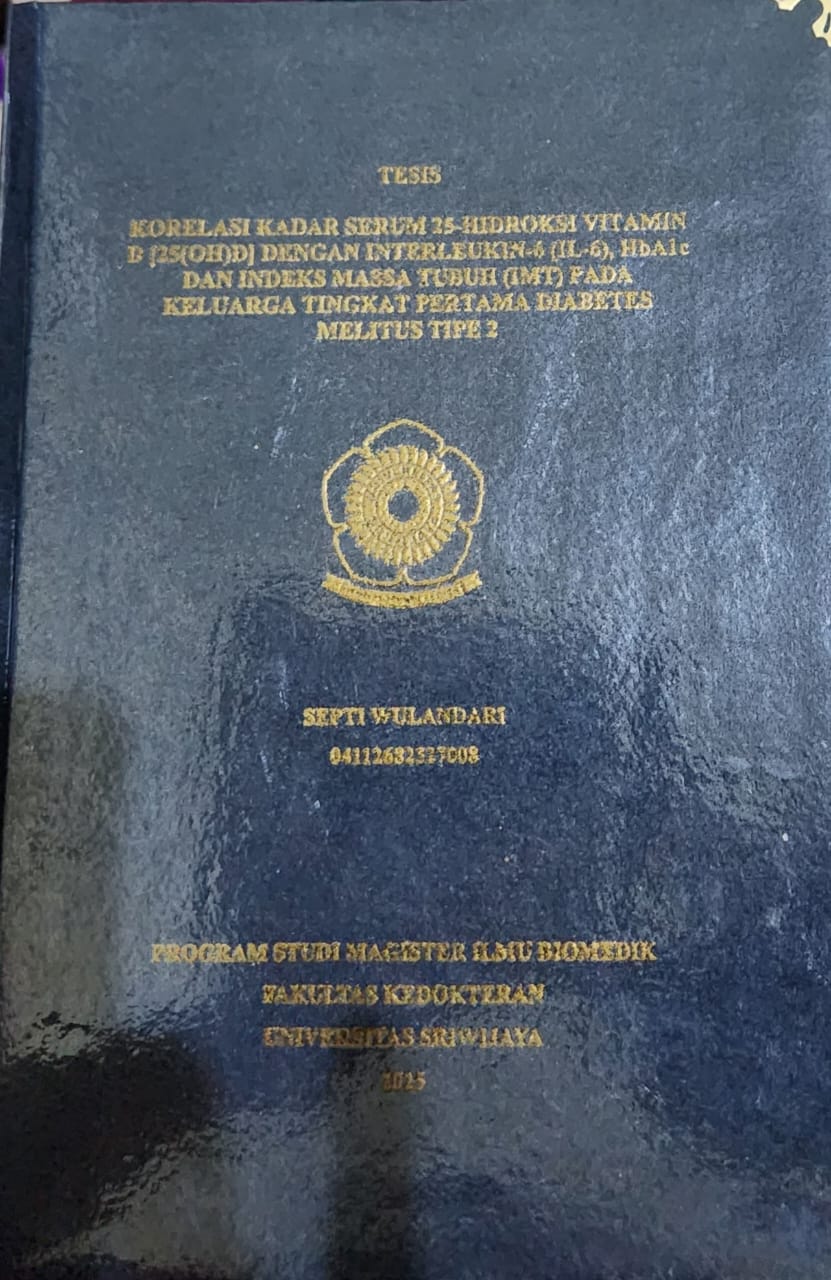 TESIS
KORELASI KADAR SERUM 25-HIDROKSI VITAMIN
D [25(OH)D] DENGAN INTERLEUKIN-6 (IL-6), HbA1c
DAN INDEKS MASSA TUBUH (IMT) PADA
KELUARGA TINGKAT PERTAMA DIABETES
MELITUS TIPE 2
SEPTI WULANDARI
PROGRAM STUDI MAGISTER ILMU BIOMEDIK
FAKULTAS KEDOKTERAN
UNIVERSITAS SRIWIJAYA
2025